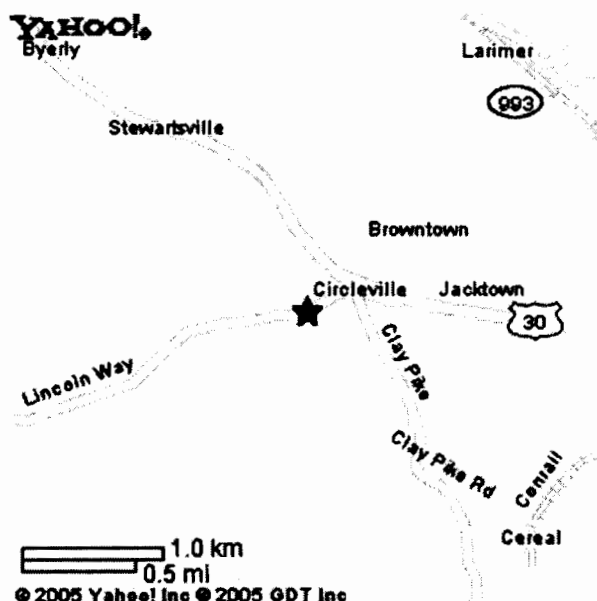 YAHOO!
Byerly
Larimer
993
Stewartsville
Browntown
Circleville
Jacktown
30
Clay Pike
Lincoln Way
Clay Pike Rd
Conrail
Cereal
1.0 km
0.5 mi
© 2005 Yahoo! Inc © 2005 GDT Inc